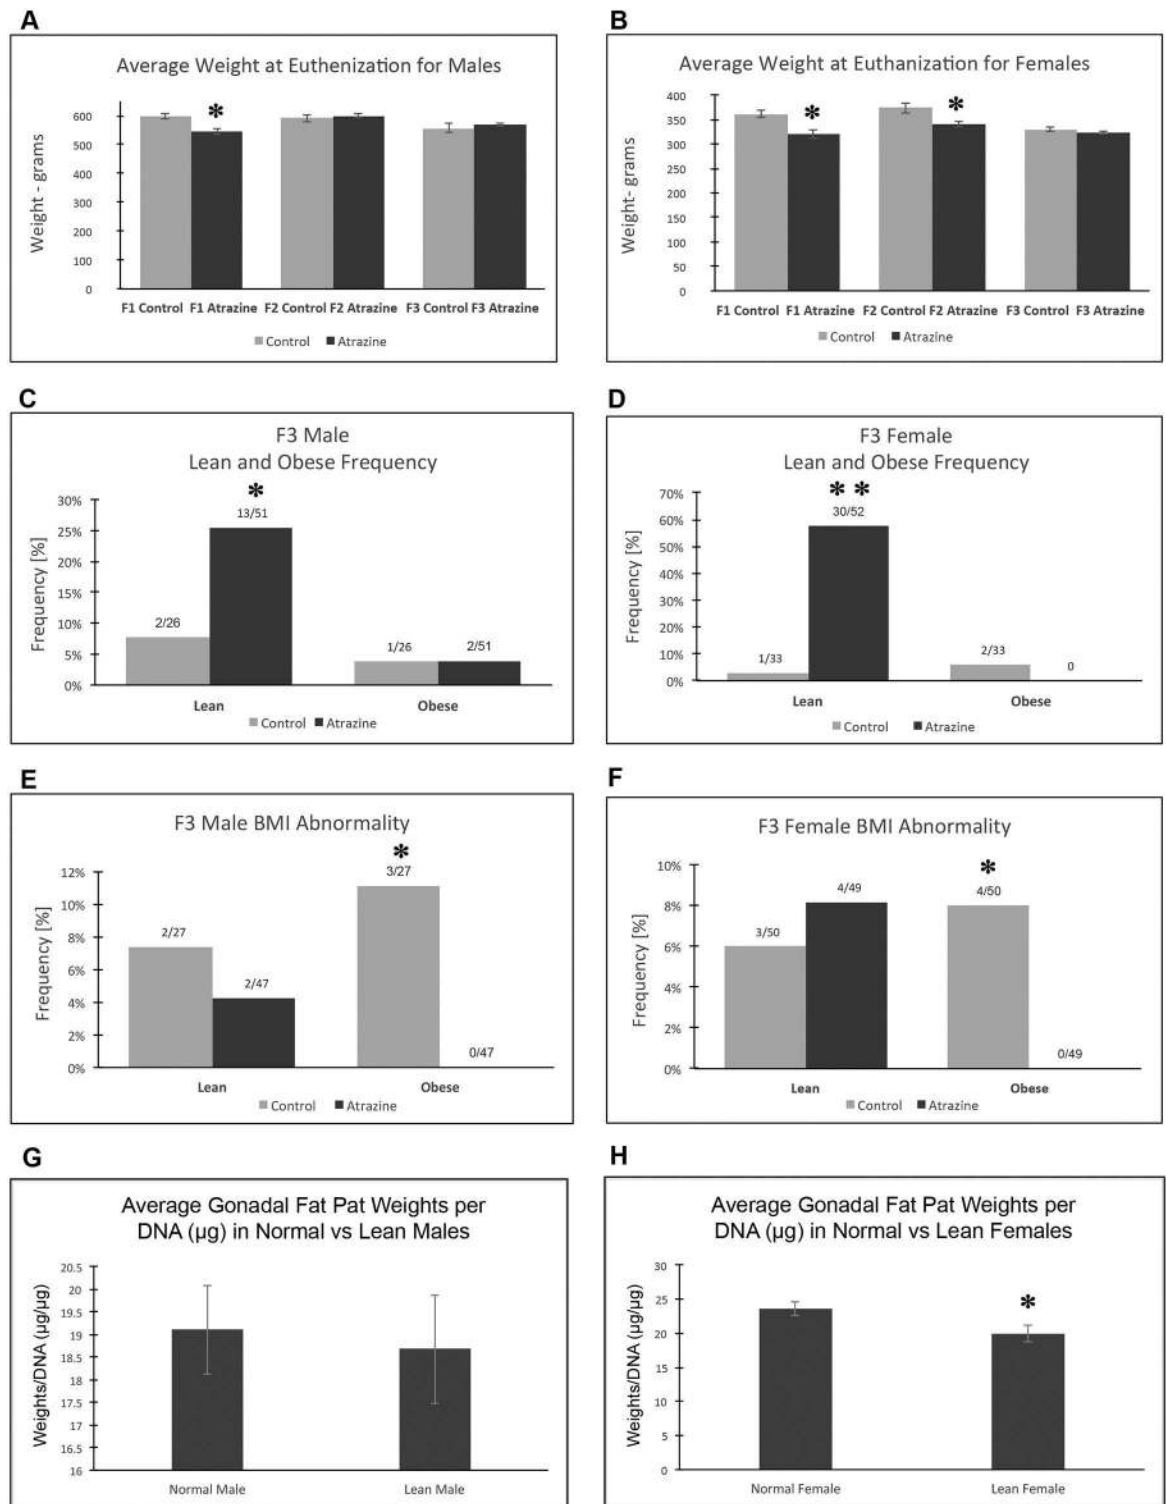 A
Average Weight at Euthenization for Males
*
600
500
400
300
200
100
0
Weight - grams
F1 Control F1 Atrazine F2 Control F2 Atrazine F3 Control F3 Atrazine
Control Atrazine
B
Average Weight at Euthanization for Females
* *
400
350
300
250
200
150
100
50
0
Weight- grams
F1 Control F1 Atrazine F2 Control F2 Atrazine F3 Control F3 Atrazine
Control Atrazine
C
F3 Male
Lean and Obese Frequency
*
30%
25%
20%
15%
10%
5%
0%
Frequency [%]
2/26
13/51
1/26
2/51
Lean Obese
Control Atrazine
D
F3 Female
Lean and Obese Frequency
* *
70%
60%
50%
40%
30%
20%
10%
0%
Frequency [%]
1/33
30/52
2/33
0
Lean Obese
Control Atrazine
E
F3 Male BMI Abnormality
*
12%
10%
8%
6%
4%
2%
0%
Frequency [%]
2/27
2/47
3/27
0/47
Lean Obese
Control Atrazine
F
F3 Female BMI Abnormality
*
10%
8%
6%
4%
2%
0%
Frequency [%]
3/50
4/49
4/50
0/49
Lean Obese
Control Atrazine
G
Average Gonadal Fat Pat Weights per
DNA (µg) in Normal vs Lean Males
20.5
20
19.5
19
18.5
18
17.5
17
16.5
16
Weights/DNA (µg/µg)
Normal Male Lean Male
H
Average Gonadal Fat Pat Weights per
DNA (µg) in Normal vs Lean Females
*
30
25
20
15
10
5
0
Weights/DNA (µg/µg)
Normal Female Lean Female